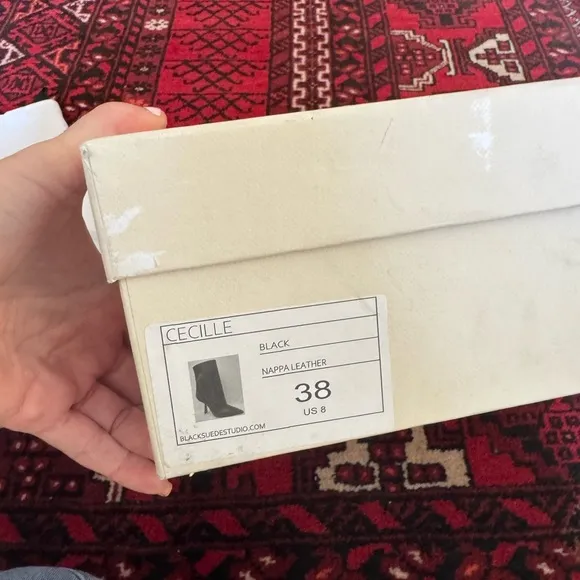 CECILLE
BLACK
NAPPA LEATHER
38
US 8
BLACKSUEDESTUDIO.COM